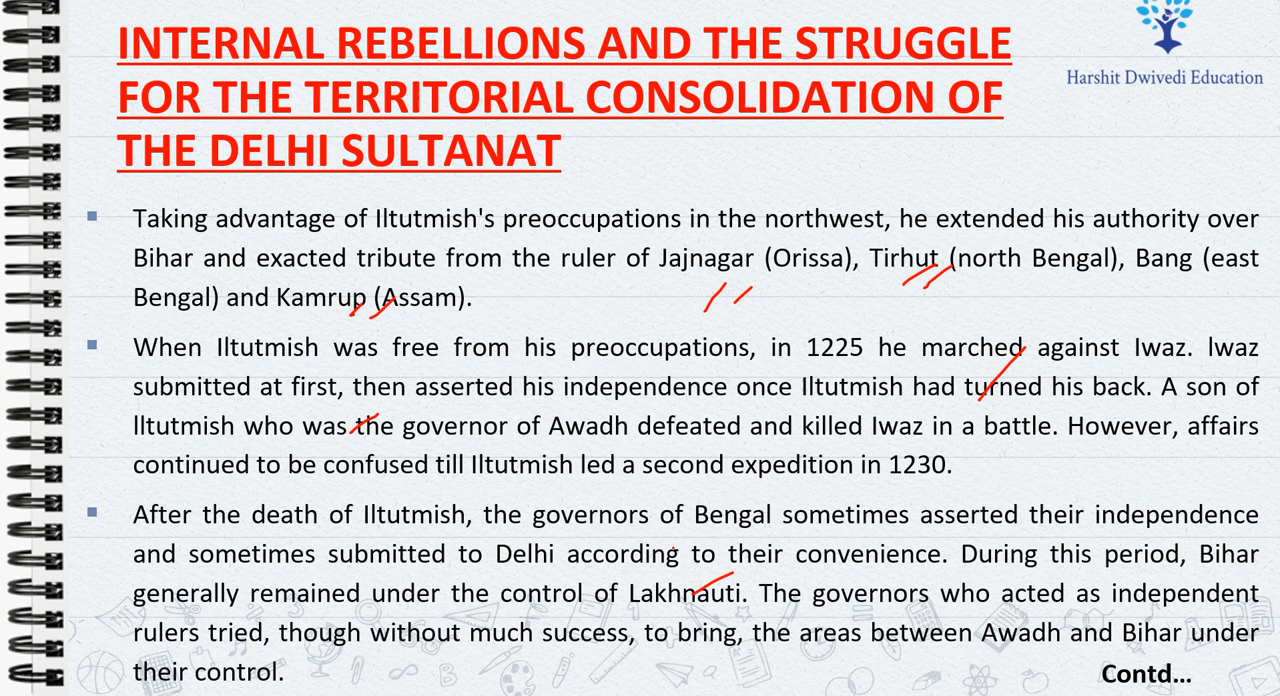 INTERNAL REBELLIONS AND THE STRUGGLE
FOR THE TERRITORIAL CONSOLIDATION OF
THE DELHI SULTANAT
Harshit Dwivedi Education
Taking advantage of Iltutmish's preoccupations in the northwest, he extended his authority over
Bihar and exacted tribute from the ruler of Jajnagar (Orissa), Tirhut (north Bengal), Bang (east
Bengal) and Kamrup (Assam).
When Iltutmish was free from his preoccupations, in 1225 he marched against Iwaz. lwaz
submitted at first, then asserted his independence once Iltutmish had turned his back. A son of
lltutmish who was the governor of Awadh defeated and killed Iwaz in a battle. However, affairs
continued to be confused till Iltutmish led a second expedition in 1230.
After the death of Iltutmish, the governors of Bengal sometimes asserted their independence
and sometimes submitted to Delhi according to their convenience. During this period, Bihar
generally remained under the control of Lakhnauti. The governors who acted as independent
rulers tried, though without much success, to bring, the areas between Awadh and Bihar under
their control.
Contd...